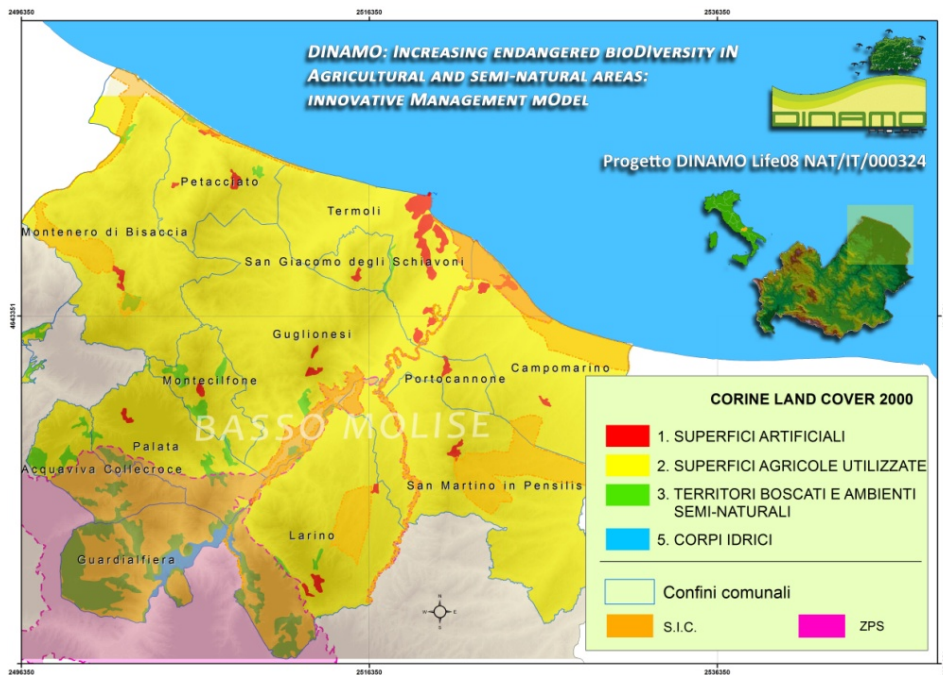 2496350
2516350
2536350
DINAMO: INCREASING ENDANGERED BIODIVERSITY IN
AGRICULTURAL AND SEMI-NATURAL AREAS:
INNOVATIVE MANAGEMENT MODEL
DINAMO
Progetto DINAMO Life08 NAT/IT/000324
Petacciato
Termoli
Montenero di Bisaccia
San Giacomo degli Schiavoni
4643351
4643351
Guglionesi
Campomarino
Montecilfone
Portocannone
BASSO MOLISE
Palata
Acquaviva Collecroce
San Martino in Pensilis
Larino
Guardialfiera
CORINE LAND COVER 2000
1. SUPERFICI ARTIFICIALI
2. SUPERFICI AGRICOLE UTILIZZATE
3. TERRITORI BOSCATI E AMBIENTI
SEMI-NATURALI
5. CORPI IDRICI
Confini comunali
S.I.C.
ZPS
N
W
E
S
2496350
2516350
2536350